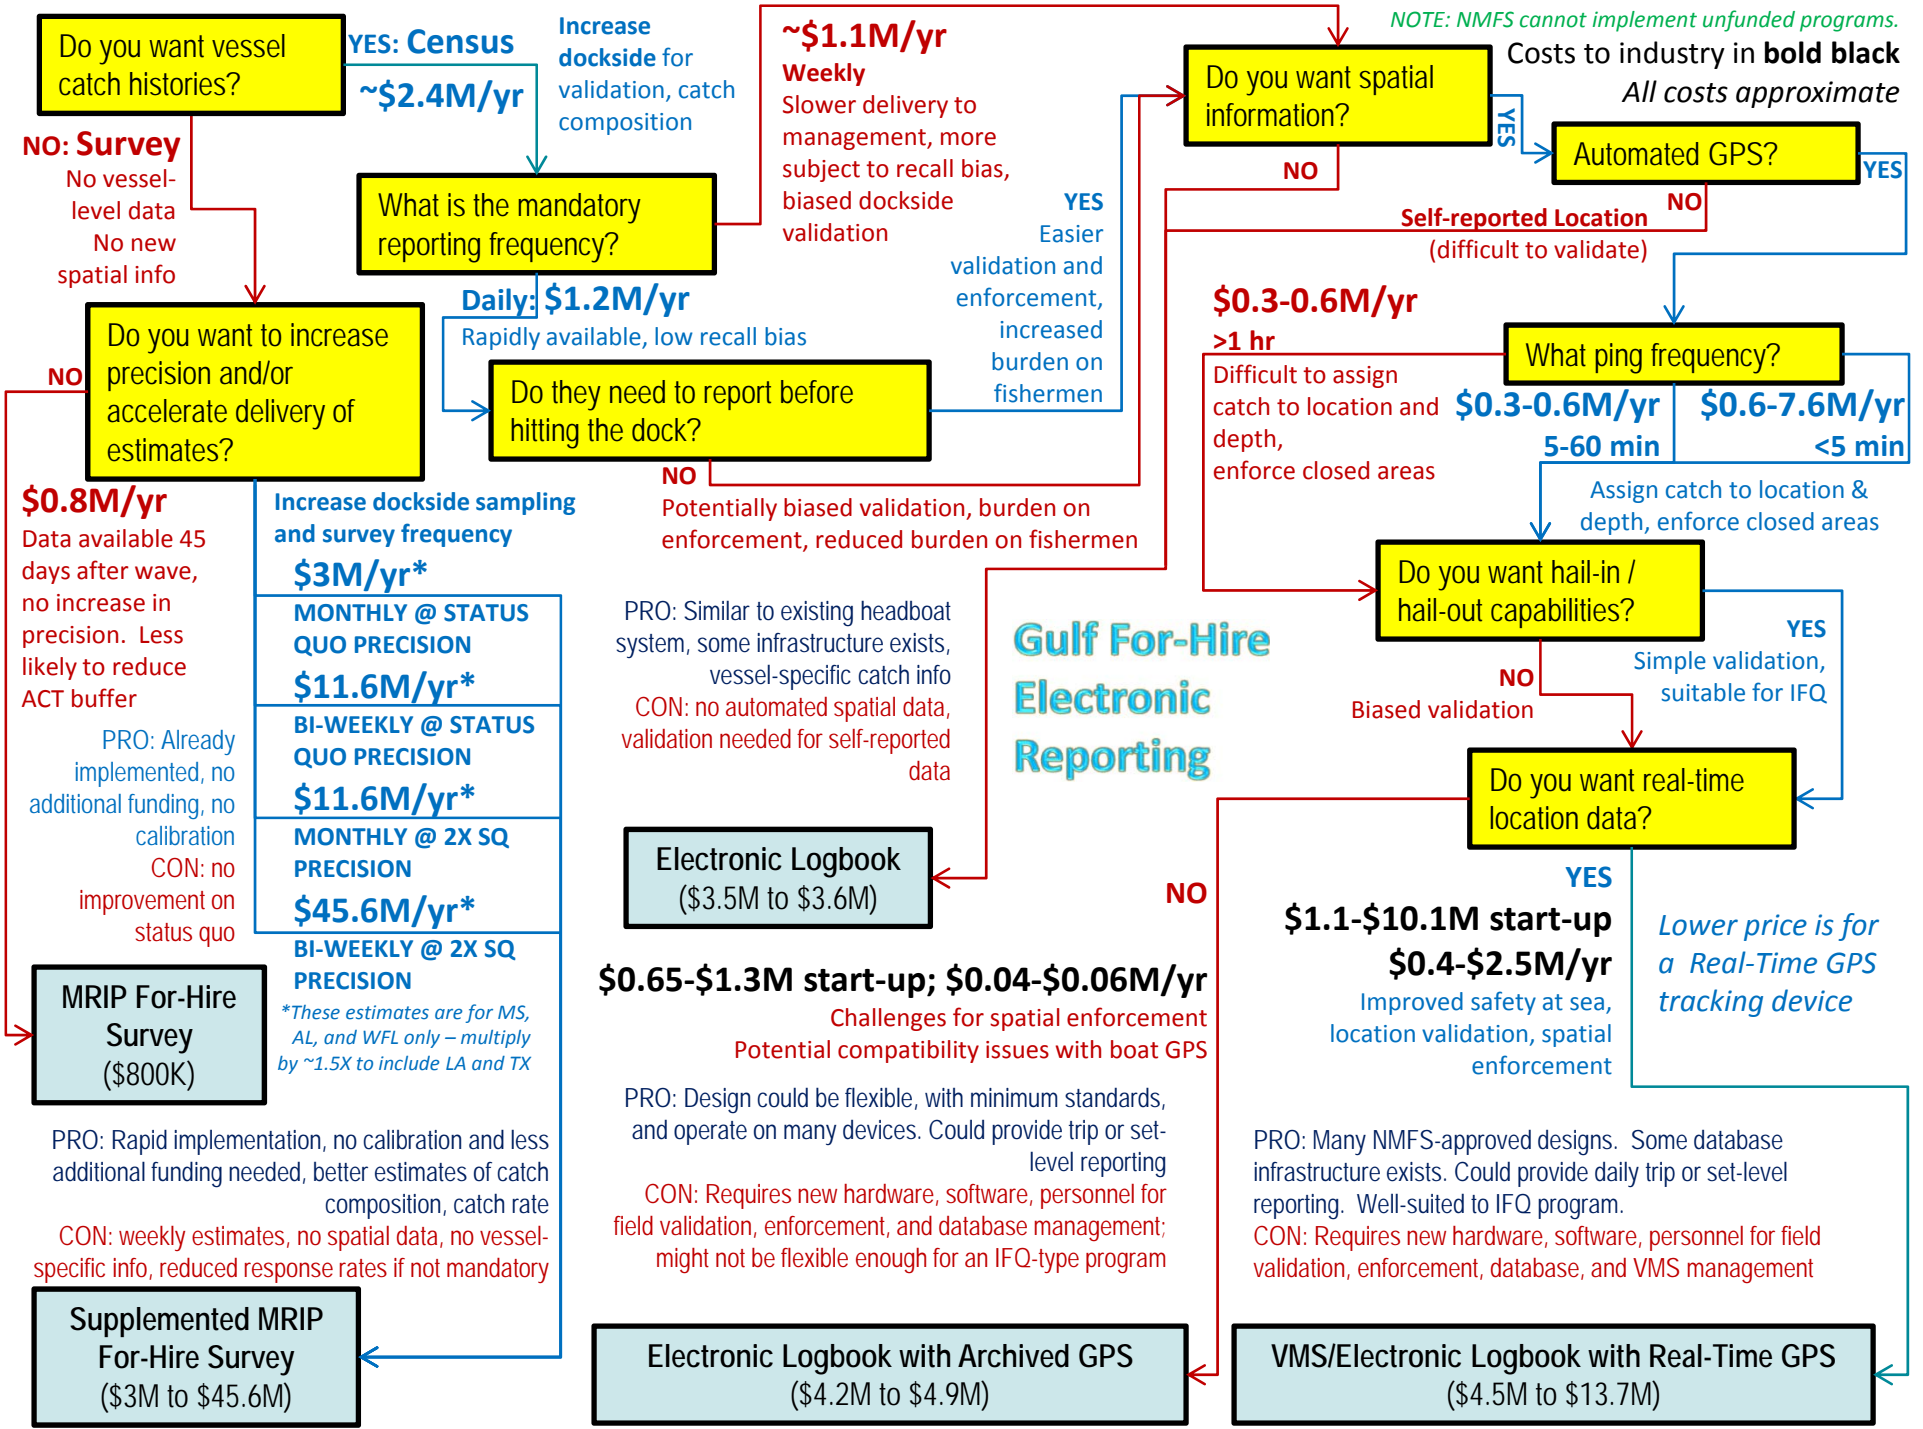 NOTE: NMFS cannot implement unfunded programs.
Costs to industry in bold black
All costs approximate
Do you want vessel
catch histories?
YES: Census
~$2.4M/yr
Increase
dockside for
validation, catch
composition
~$1.1M/yr
Weekly
Slower delivery to
management, more
subject to recall bias,
biased dockside
validation
Do you want spatial
information?
YES
NO
Automated GPS?
YES
NO
Self-reported Location
(difficult to validate)
NO: Survey
No vessel-
level data
No new
spatial info
What is the mandatory
reporting frequency?
Daily: $1.2M/yr
Rapidly available, low recall bias
YES
Easier
validation and
enforcement,
increased
burden on
fishermen
Do they need to report before
hitting the dock?
NO
Potentially biased validation, burden on
enforcement, reduced burden on fishermen
What ping frequency?
$0.3-0.6M/yr
>1 hr
Difficult to assign
catch to location and
depth,
enforce closed areas
$0.3-0.6M/yr
5-60 min
$0.6-7.6M/yr
<5 min
Assign catch to location &
depth, enforce closed areas
Do you want to increase
precision and/or
accelerate delivery of
estimates?
NO
$0.8M/yr
Data available 45
days after wave,
no increase in
precision.  Less
likely to reduce
ACT buffer
PRO: Already
implemented, no
additional funding, no
calibration
CON: no
improvement on
status quo
Increase dockside sampling
and survey frequency
$3M/yr*
MONTHLY @ STATUS
QUO PRECISION
$11.6M/yr*
BI-WEEKLY @ STATUS
QUO PRECISION
$11.6M/yr*
MONTHLY @ 2X SQ
PRECISION
$45.6M/yr*
BI-WEEKLY @ 2X SQ
PRECISION
*These estimates are for MS,
AL, and WFL only – multiply
by ~1.5X to include LA and TX
MRIP For-Hire
Survey
($800K)
PRO: Rapid implementation, no calibration and less
additional funding needed, better estimates of catch
composition, catch rate
CON: weekly estimates, no spatial data, no vessel-
specific info, reduced response rates if not mandatory
Supplemented MRIP
For-Hire Survey
($3M to $45.6M)
PRO: Similar to existing headboat
system, some infrastructure exists,
vessel-specific catch info
CON: no automated spatial data,
validation needed for self-reported
data
Gulf For-Hire
Electronic
Reporting
Electronic Logbook
($3.5M to $3.6M)
Do you want hail-in /
hail-out capabilities?
YES
Simple validation,
suitable for IFQ
NO
Biased validation
Do you want real-time
location data?
NO
$0.65-$1.3M start-up; $0.04-$0.06M/yr
Challenges for spatial enforcement
Potential compatibility issues with boat GPS
PRO: Design could be flexible, with minimum standards,
and operate on many devices. Could provide trip or set-
level reporting
CON: Requires new hardware, software, personnel for
field validation, enforcement, and database management;
might not be flexible enough for an IFQ-type program
Electronic Logbook with Archived GPS
($4.2M to $4.9M)
YES
$1.1-$10.1M start-up
$0.4-$2.5M/yr
Improved safety at sea,
location validation, spatial
enforcement
Lower price is for
a  Real-Time GPS
tracking device
PRO: Many NMFS-approved designs.  Some database
infrastructure exists. Could provide daily trip or set-level
reporting.  Well-suited to IFQ program.
CON: Requires new hardware, software, personnel for field
validation, enforcement, database, and VMS management
VMS/Electronic Logbook with Real-Time GPS
($4.5M to $13.7M)